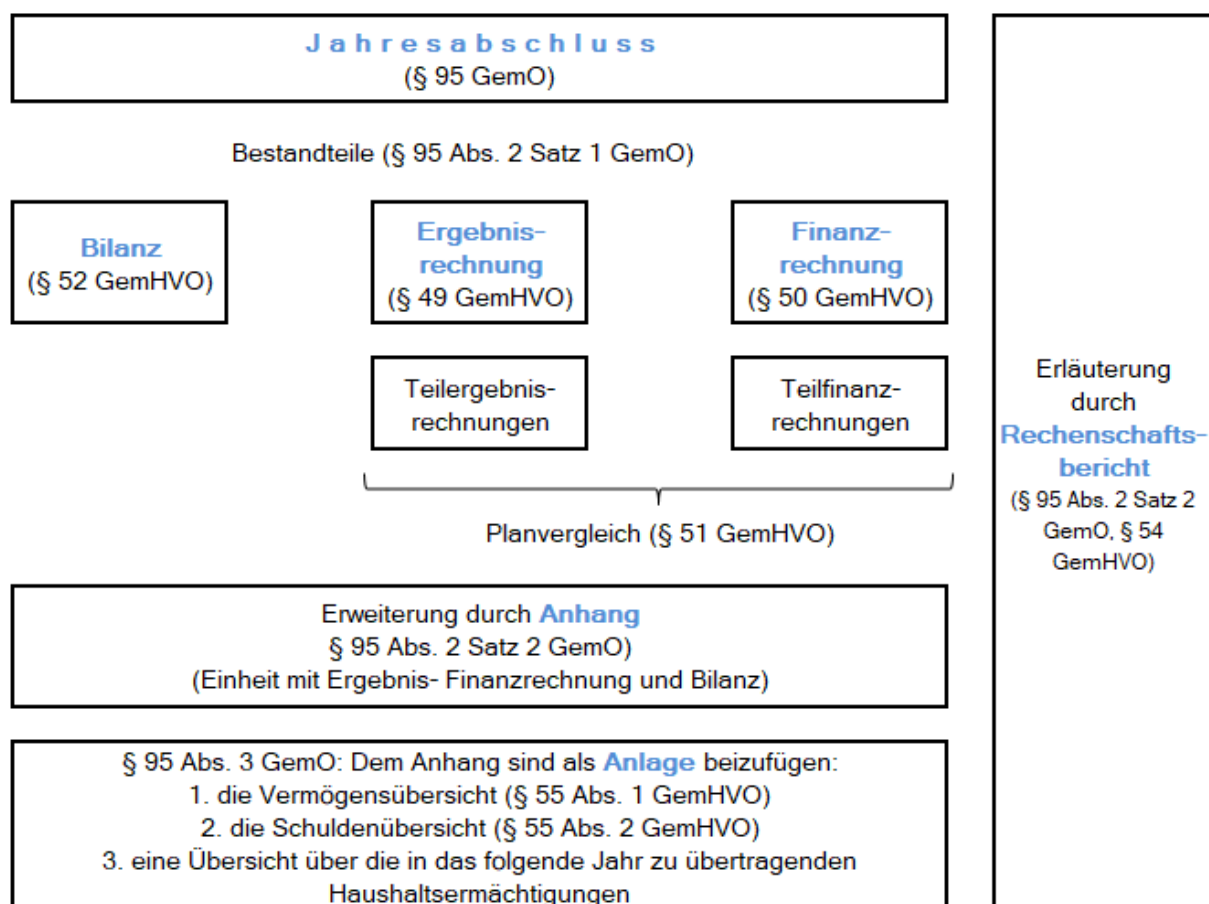 Jahresabschluss
(§ 95 GemO)
Bestandteile (§ 95 Abs. 2 Satz 1 GemO)
Bilanz
(§ 52 GemHVO)
Ergebnis-
rechnung
(§ 49 GemHVO)
Finanz-
rechnung
(§ 50 GemHVO)
Teilergebnis-
rechnungen
Teilfinanz-
rechnungen
Planvergleich (§ 51 GemHVO)
Erweiterung durch Anhang
§ 95 Abs. 2 Satz 2 GemO)
(Einheit mit Ergebnis- Finanzrechnung und Bilanz)
§ 95 Abs. 3 GemO: Dem Anhang sind als Anlage beizufügen:
1. die Vermögensübersicht (§ 55 Abs. 1 GemHVO)
2. die Schuldenübersicht (§ 55 Abs. 2 GemHVO)
3. eine Übersicht über die in das folgende Jahr zu übertragenden
Haushaltsermächtigungen
Erläuterung
durch
Rechenschafts-
bericht
(§ 95 Abs. 2 Satz 2
GemO, § 54
GemHVO)